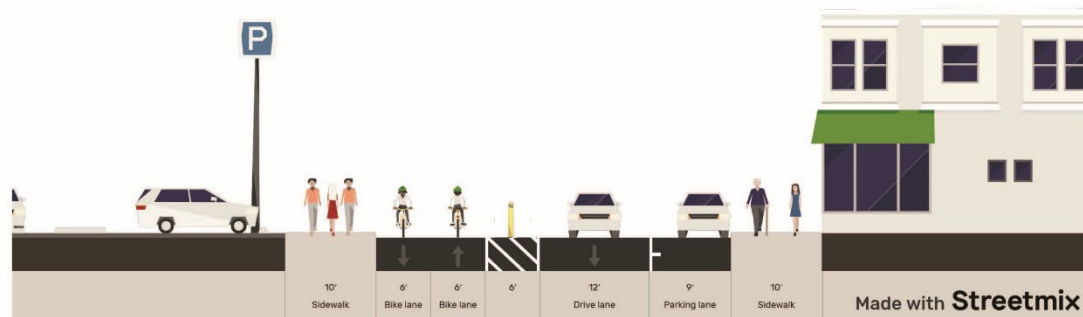 P
10'
Sidewalk
6'
Bike lane
6'
Bike lane
6'
12'
Drive lane
9'
Parking lane
10'
Sidewalk
Made with Streetmix